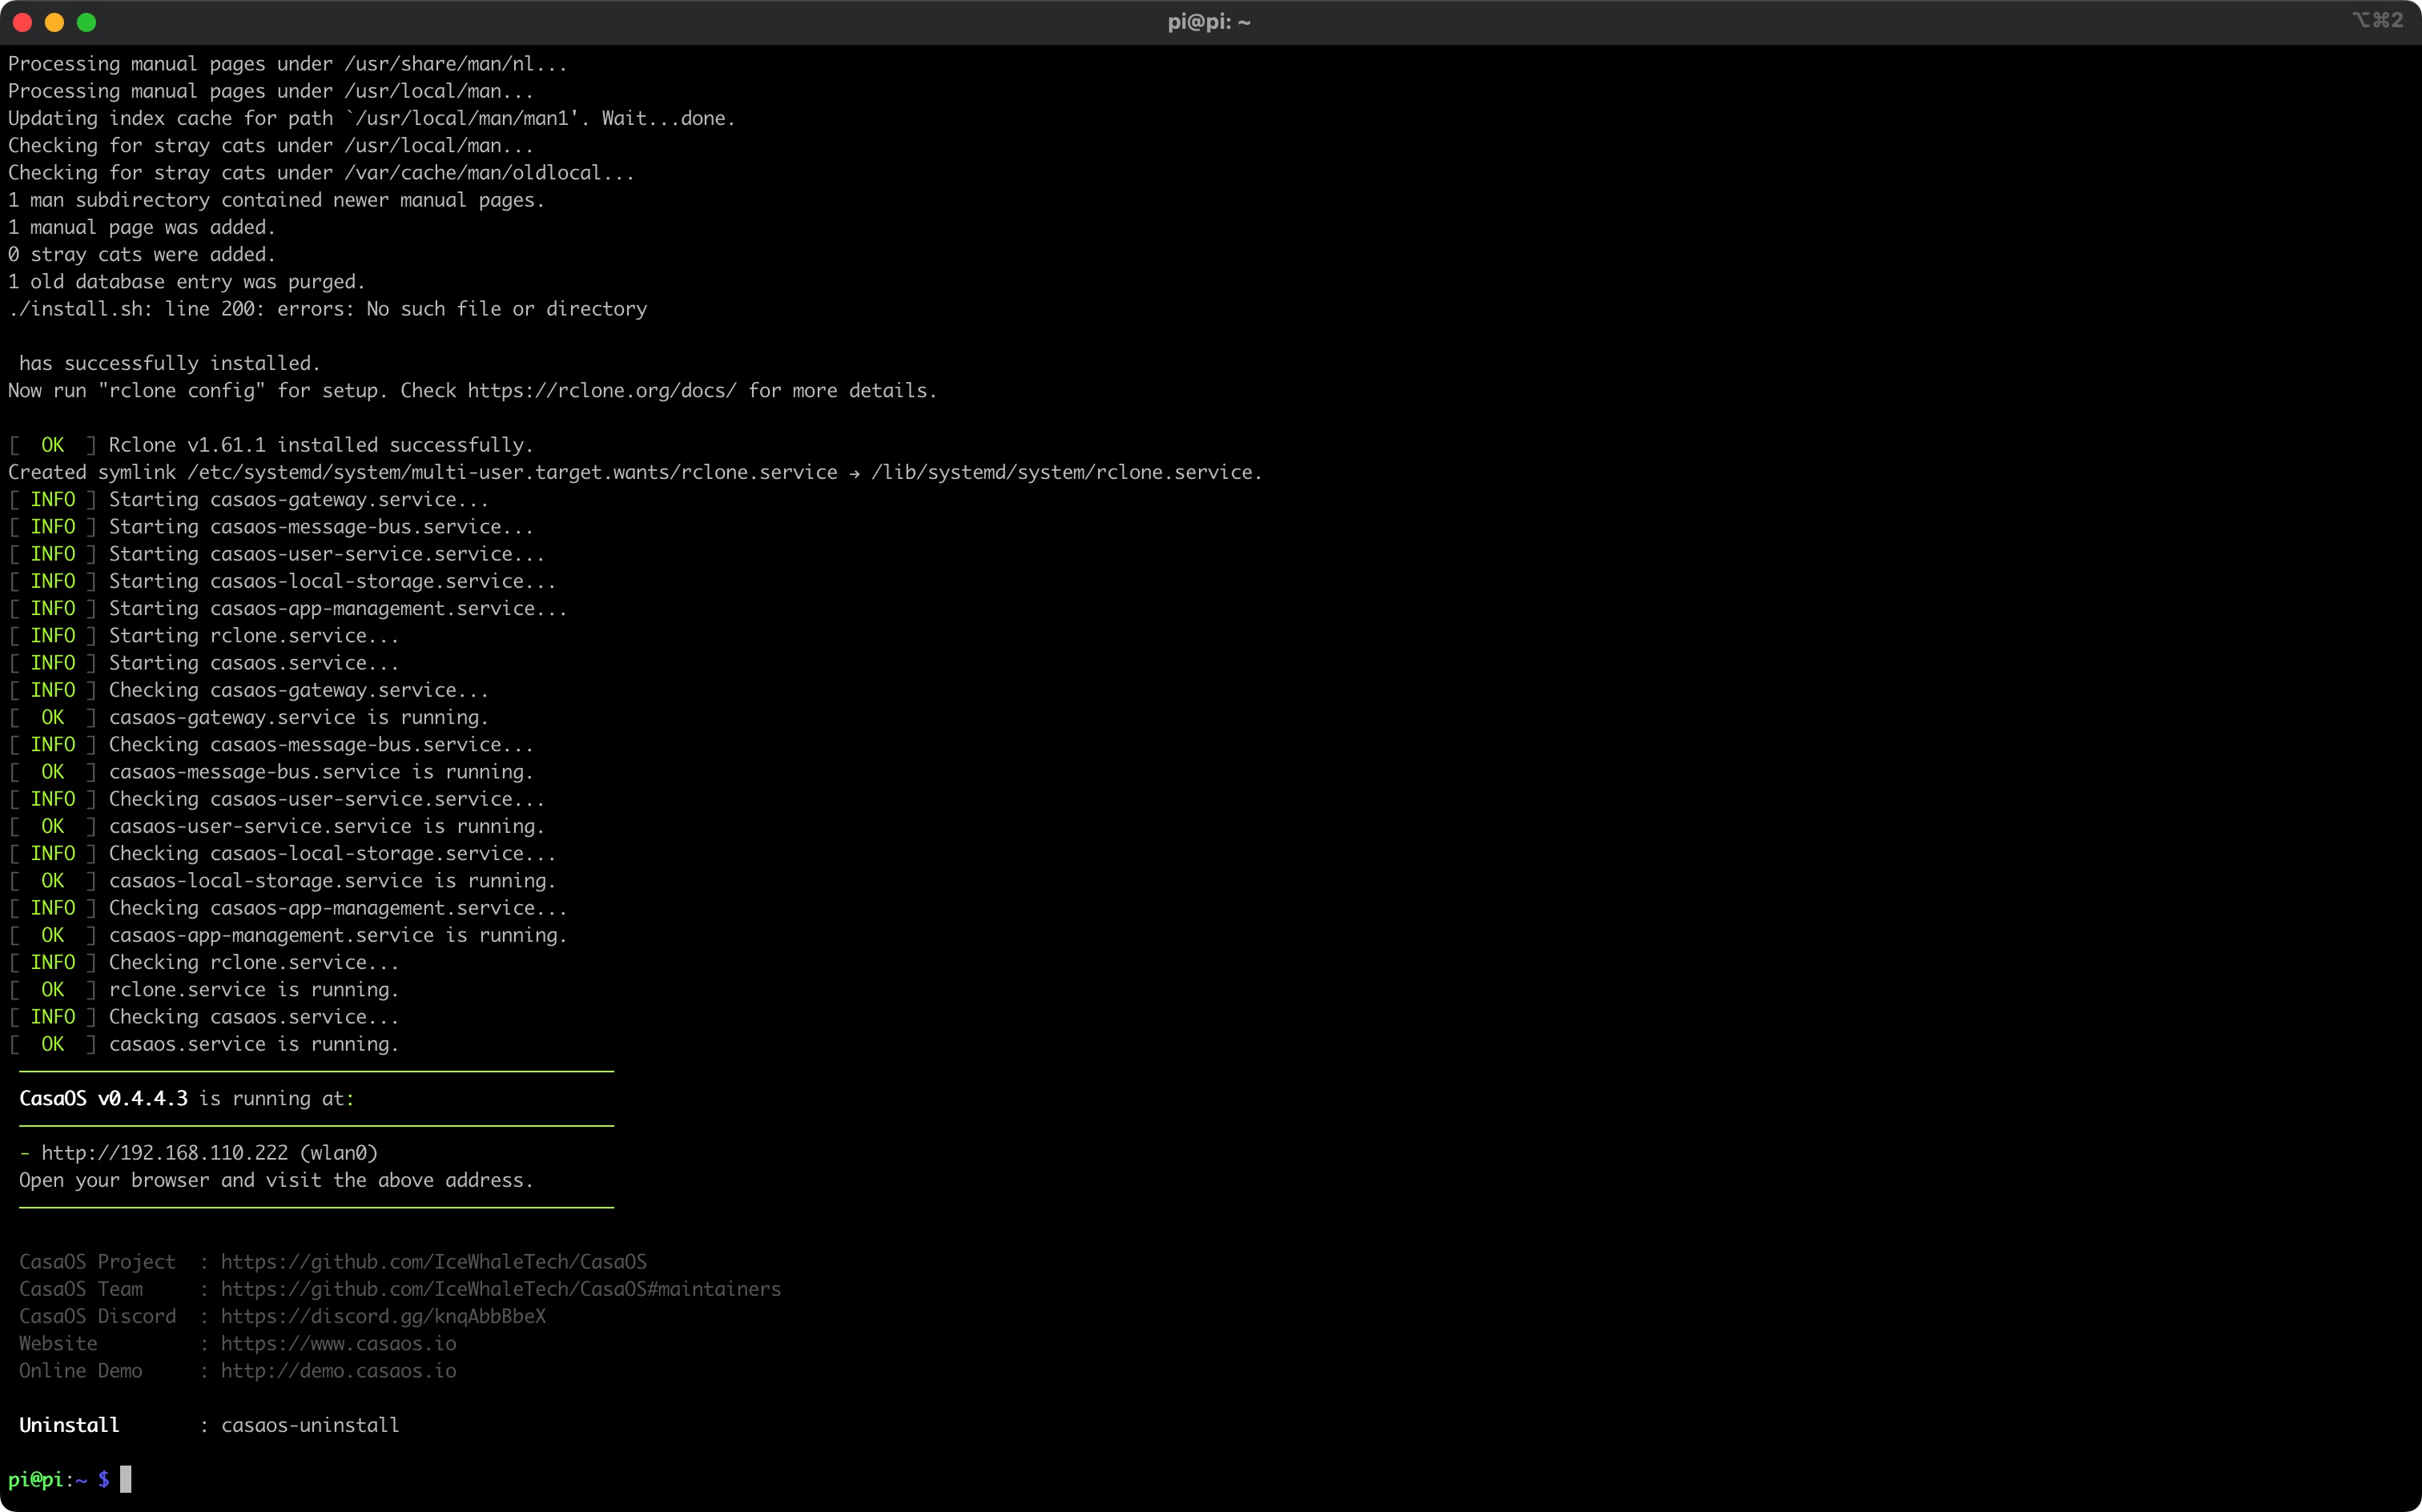 pi@pi: ~
⌥⌘2
Processing manual pages under /usr/share/man/nl...
Processing manual pages under /usr/local/man...
Updating index cache for path `/usr/local/man/man1'. Wait...done.
Checking for stray cats under /usr/local/man...
Checking for stray cats under /var/cache/man/oldlocal...
1 man subdirectory contained newer manual pages.
1 manual page was added.
0 stray cats were added.
1 old database entry was purged.
./install.sh: line 200: errors: No such file or directory
has successfully installed.
Now run "rclone config" for setup. Check https://rclone.org/docs/ for more details.
[  OK  ] Rclone v1.61.1 installed successfully.
Created symlink /etc/systemd/system/multi-user.target.wants/rclone.service → /lib/systemd/system/rclone.service.
[ INFO ] Starting casaos-gateway.service...
[ INFO ] Starting casaos-message-bus.service...
[ INFO ] Starting casaos-user-service.service...
[ INFO ] Starting casaos-local-storage.service...
[ INFO ] Starting casaos-app-management.service...
[ INFO ] Starting rclone.service...
[ INFO ] Starting casaos.service...
[ INFO ] Checking casaos-gateway.service...
[  OK  ] casaos-gateway.service is running.
[ INFO ] Checking casaos-message-bus.service...
[  OK  ] casaos-message-bus.service is running.
[ INFO ] Checking casaos-user-service.service...
[  OK  ] casaos-user-service.service is running.
[ INFO ] Checking casaos-local-storage.service...
[  OK  ] casaos-local-storage.service is running.
[ INFO ] Checking casaos-app-management.service...
[  OK  ] casaos-app-management.service is running.
[ INFO ] Checking rclone.service...
[  OK  ] rclone.service is running.
[ INFO ] Checking casaos.service...
[  OK  ] casaos.service is running.
CasaOS v0.4.4.3 is running at:
- http://192.168.110.222 (wlan0)
Open your browser and visit the above address.
CasaOS Project  : https://github.com/IceWhaleTech/CasaOS
CasaOS Team     : https://github.com/IceWhaleTech/CasaOS#maintainers
CasaOS Discord  : https://discord.gg/knqAbbBbeX
Website         : https://www.casaos.io
Online Demo     : http://demo.casaos.io
Uninstall       : casaos-uninstall
pi@pi:~ $